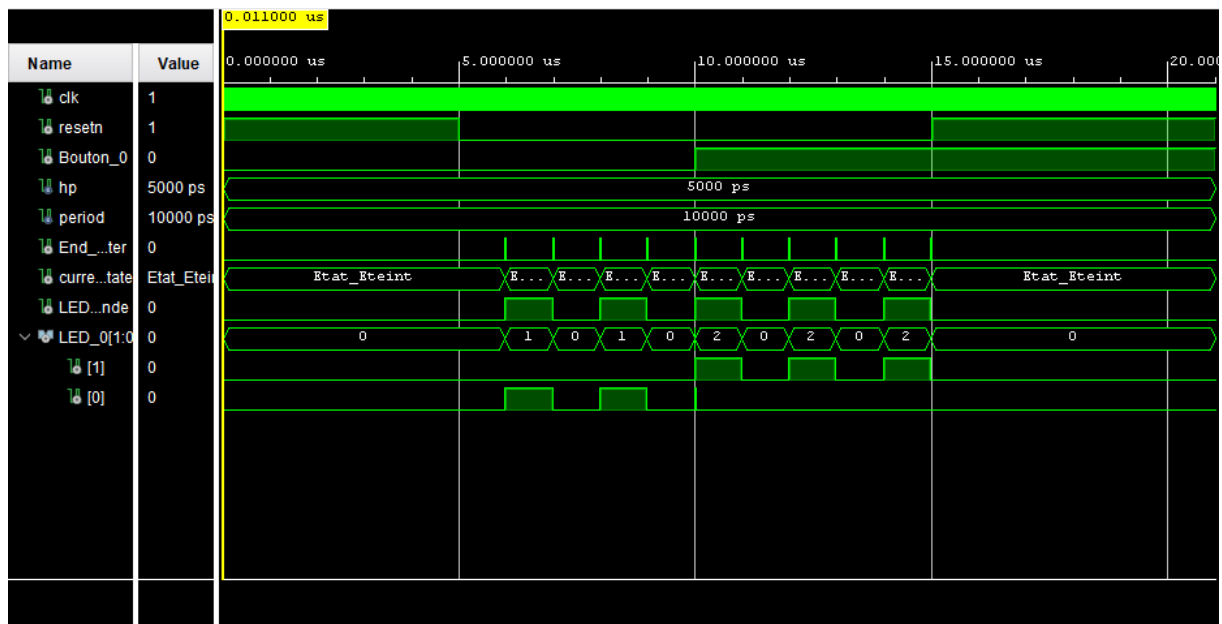 0.011000 us
Name Value 0.000000 us 5.000000 us 10.000000 us 15.000000 us 20.00
clk 1
resetn 1
Bouton_0 0
hp 5000 ps 5000 ps
period 10000 ps 10000 ps
End_...ter 0
curre...tate Etat_Etein Etat_Eteint E... E... E... E... E... E... E... E... E... Etat_Eteint
LED...nde 0
LED_0[1:0 0 0 1 0 1 0 2 0 2 0 2 0
[1] 0
[0] 0